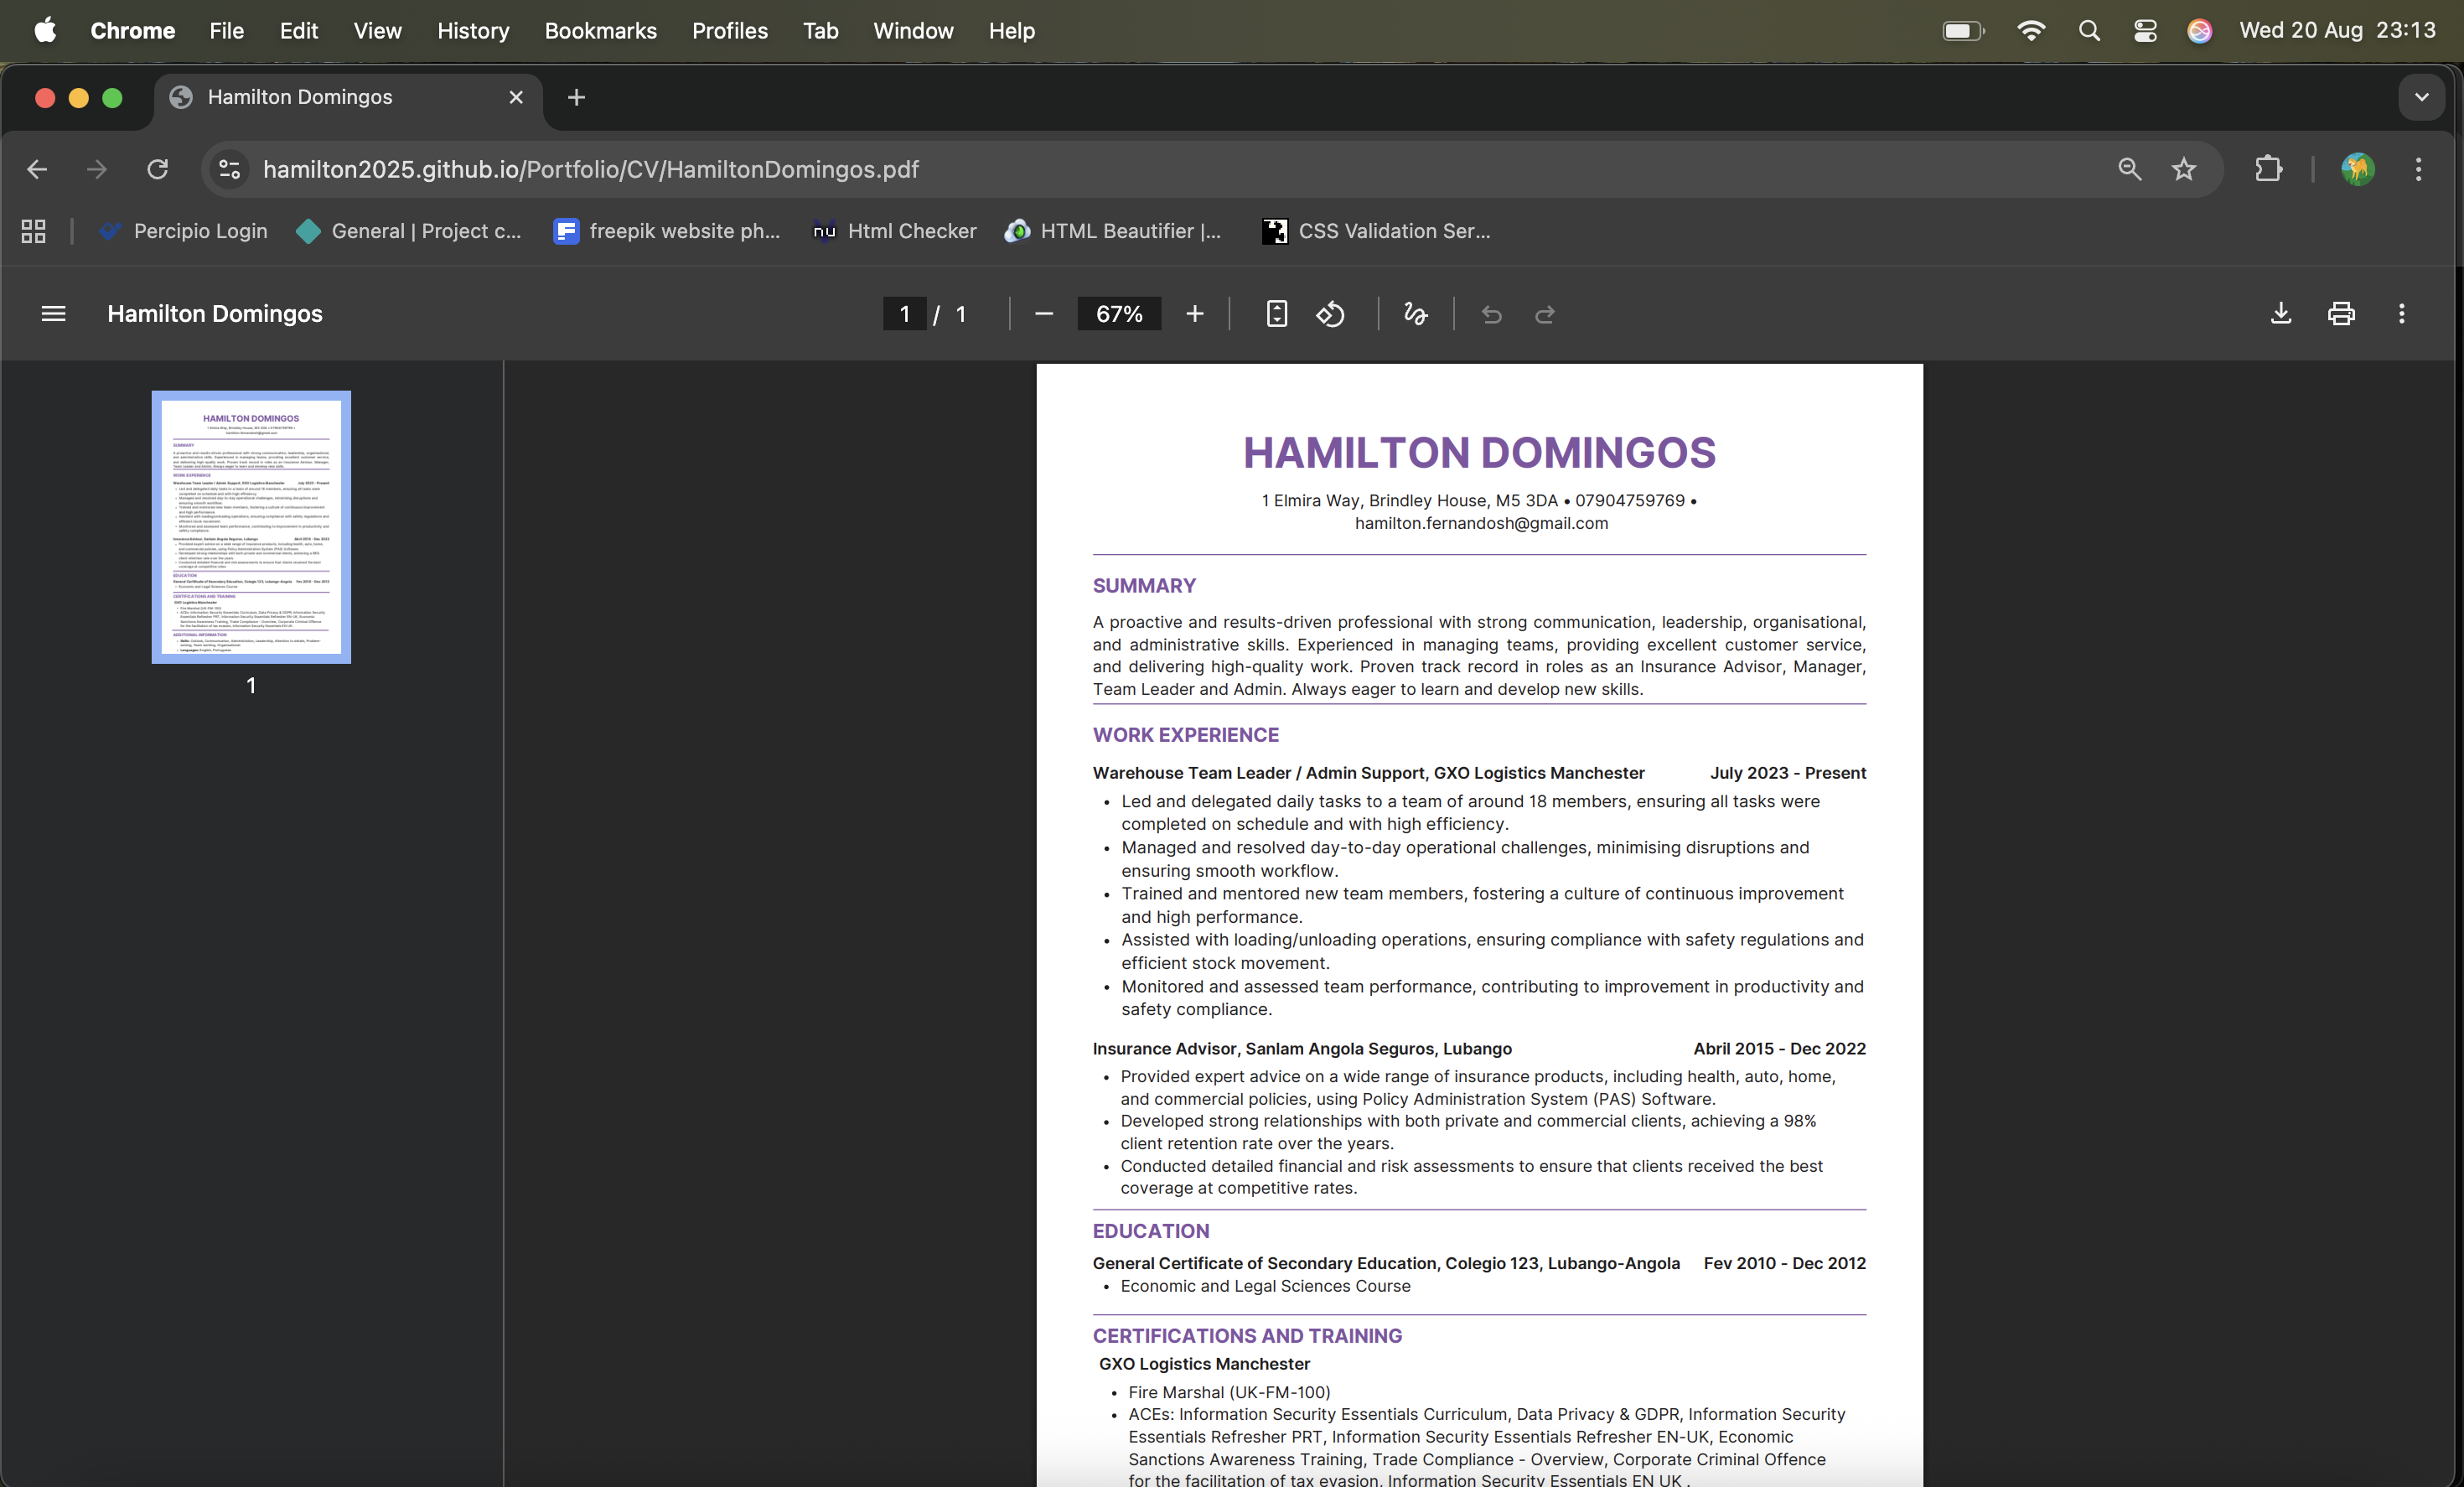 Chrome File Edit View History Bookmarks Profiles Tab Window Help Wed 20 Aug 23:13
Hamilton Domingos
hamilton2025.github.io/Portfolio/CV/HamiltonDomingos.pdf
Percipio Login General | Project c... freepik website ph... nu Html Checker HTML Beautifier |... CSS Validation Ser...
Hamilton Domingos 1 / 1 67%
1
HAMILTON DOMINGOS
1 Elmira Way, Brindley House, M5 3DA • 07904759769 •
hamilton.fernandosh@gmail.com
SUMMARY
A proactive and results-driven professional with strong communication, leadership, organisational,
and administrative skills. Experienced in managing teams, providing excellent customer service,
and delivering high-quality work. Proven track record in roles as an Insurance Advisor, Manager,
Team Leader and Admin. Always eager to learn and develop new skills.
WORK EXPERIENCE
Warehouse Team Leader / Admin Support, GXO Logistics Manchester July 2023 - Present
• Led and delegated daily tasks to a team of around 18 members, ensuring all tasks were
completed on schedule and with high efficiency.
• Managed and resolved day-to-day operational challenges, minimising disruptions and
ensuring smooth workflow.
• Trained and mentored new team members, fostering a culture of continuous improvement
and high performance.
• Assisted with loading/unloading operations, ensuring compliance with safety regulations and
efficient stock movement.
• Monitored and assessed team performance, contributing to improvement in productivity and
safety compliance.
Insurance Advisor, Sanlam Angola Seguros, Lubango Abril 2015 - Dec 2022
• Provided expert advice on a wide range of insurance products, including health, auto, home,
and commercial policies, using Policy Administration System (PAS) Software.
• Developed strong relationships with both private and commercial clients, achieving a 98%
client retention rate over the years.
• Conducted detailed financial and risk assessments to ensure that clients received the best
coverage at competitive rates.
EDUCATION
General Certificate of Secondary Education, Colegio 123, Lubango-Angola Fev 2010 - Dec 2012
• Economic and Legal Sciences Course
CERTIFICATIONS AND TRAINING
GXO Logistics Manchester
• Fire Marshal (UK-FM-100)
• ACEs: Information Security Essentials Curriculum, Data Privacy & GDPR, Information Security
Essentials Refresher PRT, Information Security Essentials Refresher EN-UK, Economic
Sanctions Awareness Training, Trade Compliance - Overview, Corporate Criminal Offence
for the facilitation of tax evasion, Information Security Essentials EN UK .